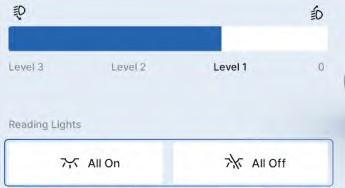 Level 3 Level 2 Level 1 0
Reading Lights
All On All Off